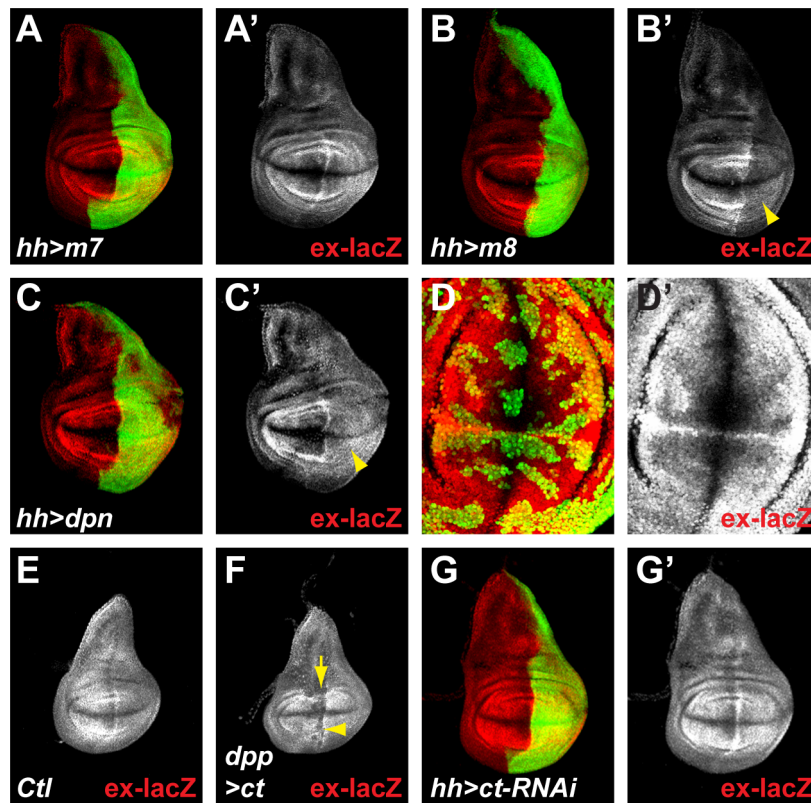 A
A'
B
B'
hh>m7
ex-lacZ
hh>m8
ex-lacZ
C
C'
D
D'
hh>dpn
ex-lacZ
ex-lacZ
E
F
G
G'
Ctl
ex-lacZ
dpp
>ct
ex-lacZ
hh>ct-RNAi
ex-lacZ